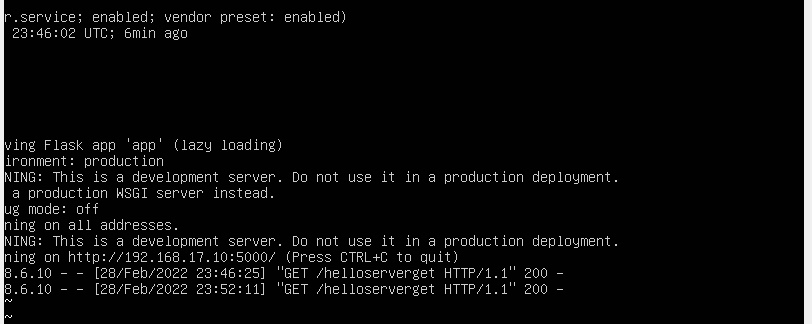 r.service; enabled; vendor preset: enabled)
23:46:02 UTC; 6min ago
ving Flask app 'app' (lazy loading)
ironment: production
NING: This is a development server. Do not use it in a production deployment.
a production WSGI server instead.
ug mode: off
ning on all addresses.
NING: This is a development server. Do not use it in a production deployment.
ning on http://192.168.17.10:5000/ (Press CTRL+C to quit)
8.6.10 - - [28/Feb/2022 23:46:25] "GET /helloserverget HTTP/1.1" 200 -
8.6.10 - - [28/Feb/2022 23:52:11] "GET /helloserverget HTTP/1.1" 200 -
~
~